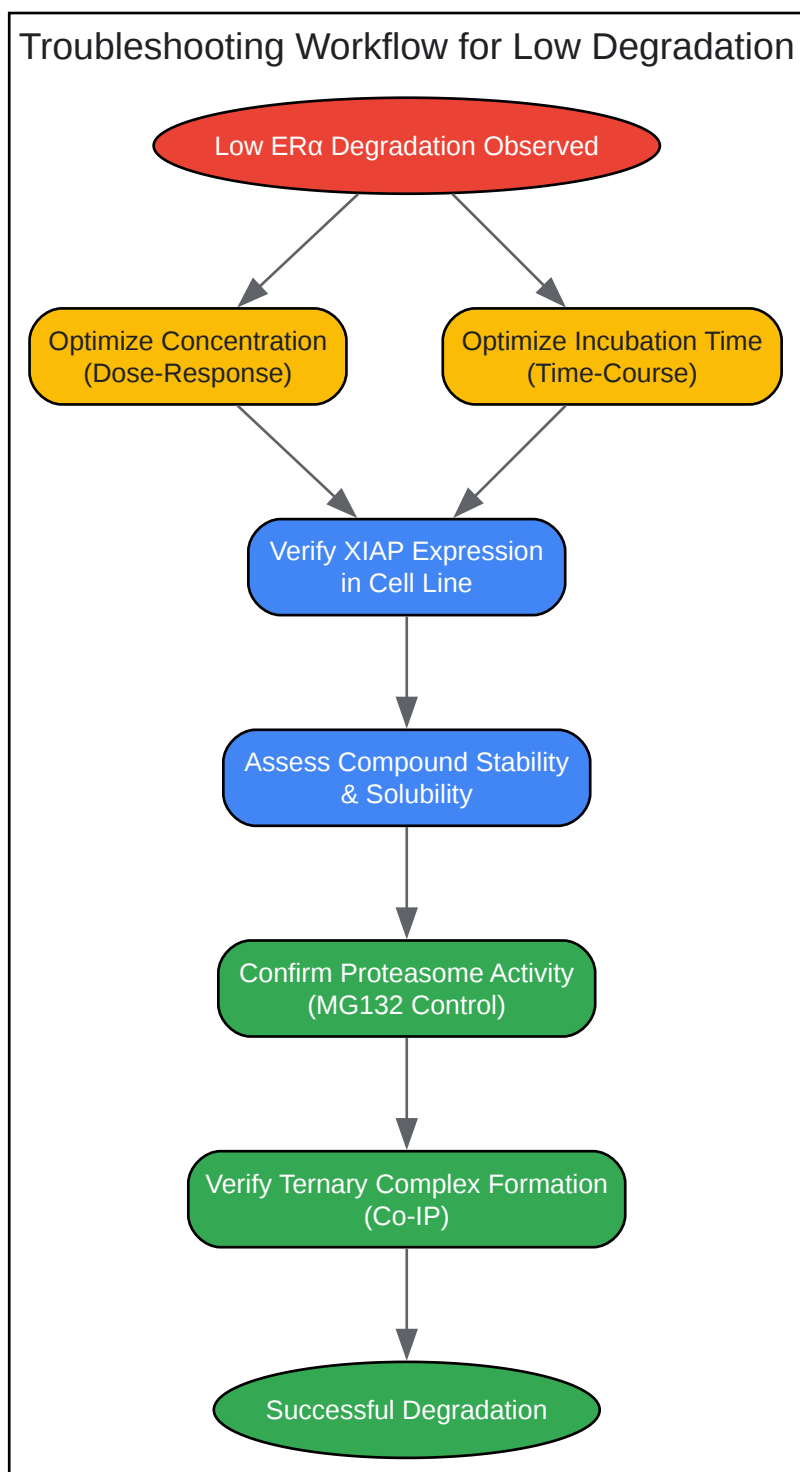 Troubleshooting Workflow for Low Degradation
Low ERα Degradation Observed
Optimize Concentration
(Dose-Response)
Optimize Incubation Time
(Time-Course)
Verify XIAP Expression
in Cell Line
Assess Compound Stability
& Solubility
Confirm Proteasome Activity
(MG132 Control)
Verify Ternary Complex Formation
(Co-IP)
Successful Degradation